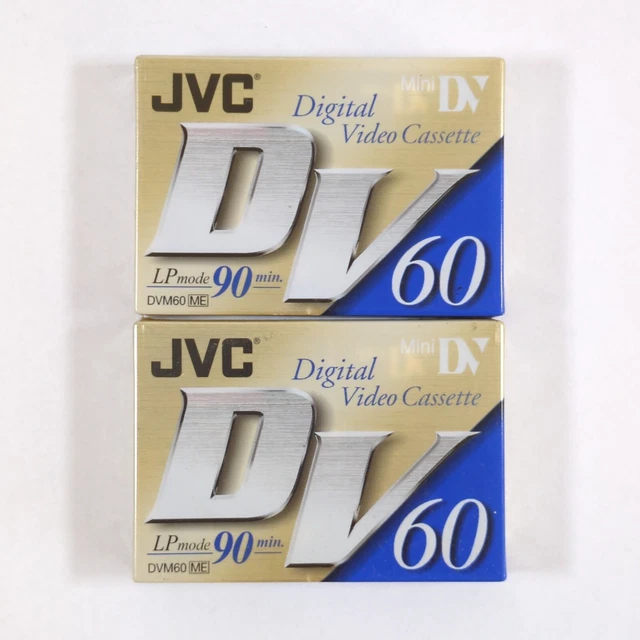 JVC®
Mini DV
Digital
Video Cassette
DV
60
LP mode 90 min.
DVM60 ME
JVC®
Mini DV
Digital
Video Cassette
DV
60
LP mode 90 min.
DVM60 ME